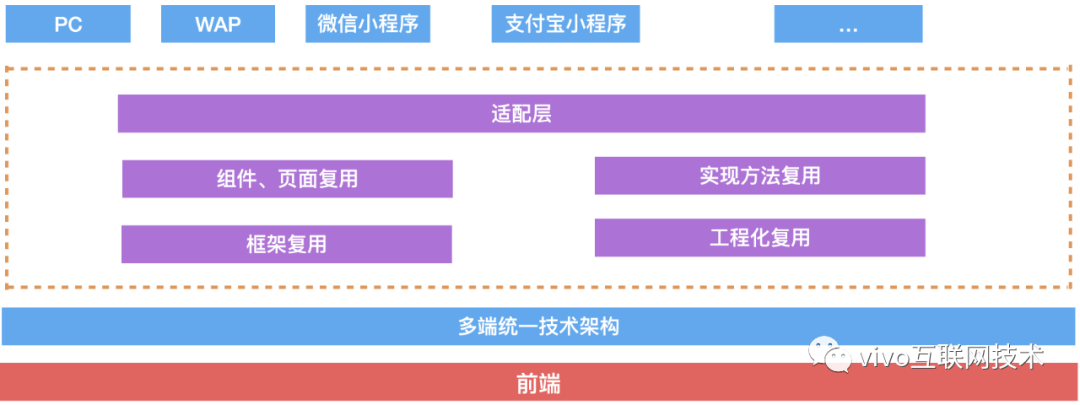 PC
WAP
微信小程序
支付宝小程序
...
适配层
组件、页面复用
实现方法复用
框架复用
工程化复用
多端统一技术架构
vivo互联网技术
前端